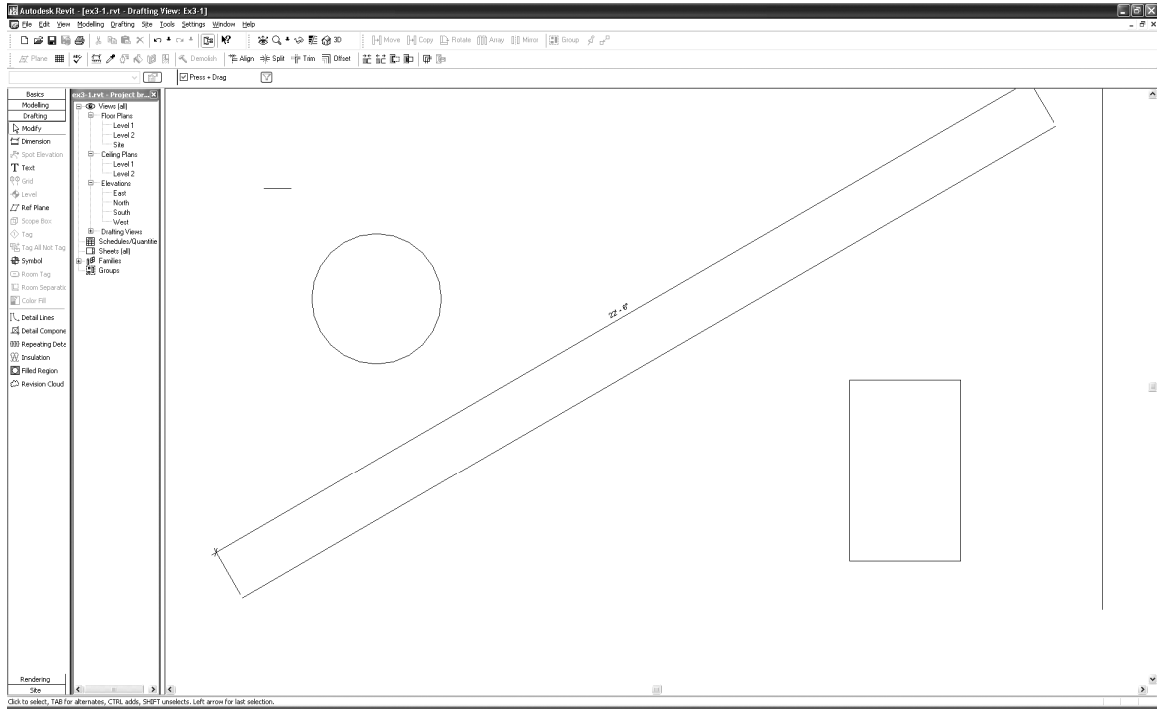 Autodesk Revit - [ex3-1.rvt - Drafting View: Ex3-1]
File Edit View Modelling Drafting Site Tools Settings Window Help
3D Move Copy Rotate Array Mirror Group
Plane Demolish Align Split Trim Offset
Press + Drag
Basics
Modelling
Drafting
Modify
Dimension
Spot Elevation
Text
Grid
Level
Ref Plane
Scope Box
Tag
Tag All Not Tag
Symbol
Room Tag
Room Separati
Color Fill
Detail Lines
Detail Compone
Repeating Deta
Insulation
Filled Region
Revision Cloud
Rendering
Site
ex3-1.rvt - Project br...
Views (all)
Floor Plans
Level 1
Level 2
Site
Ceiling Plans
Level 1
Level 2
Elevations
East
North
South
West
Drafting Views
Schedules/Quantitie
Sheets (all)
Families
Groups
22' - 6"
Click to select, TAB for alternates, CTRL adds, SHIFT unselects. Left arrow for last selection.